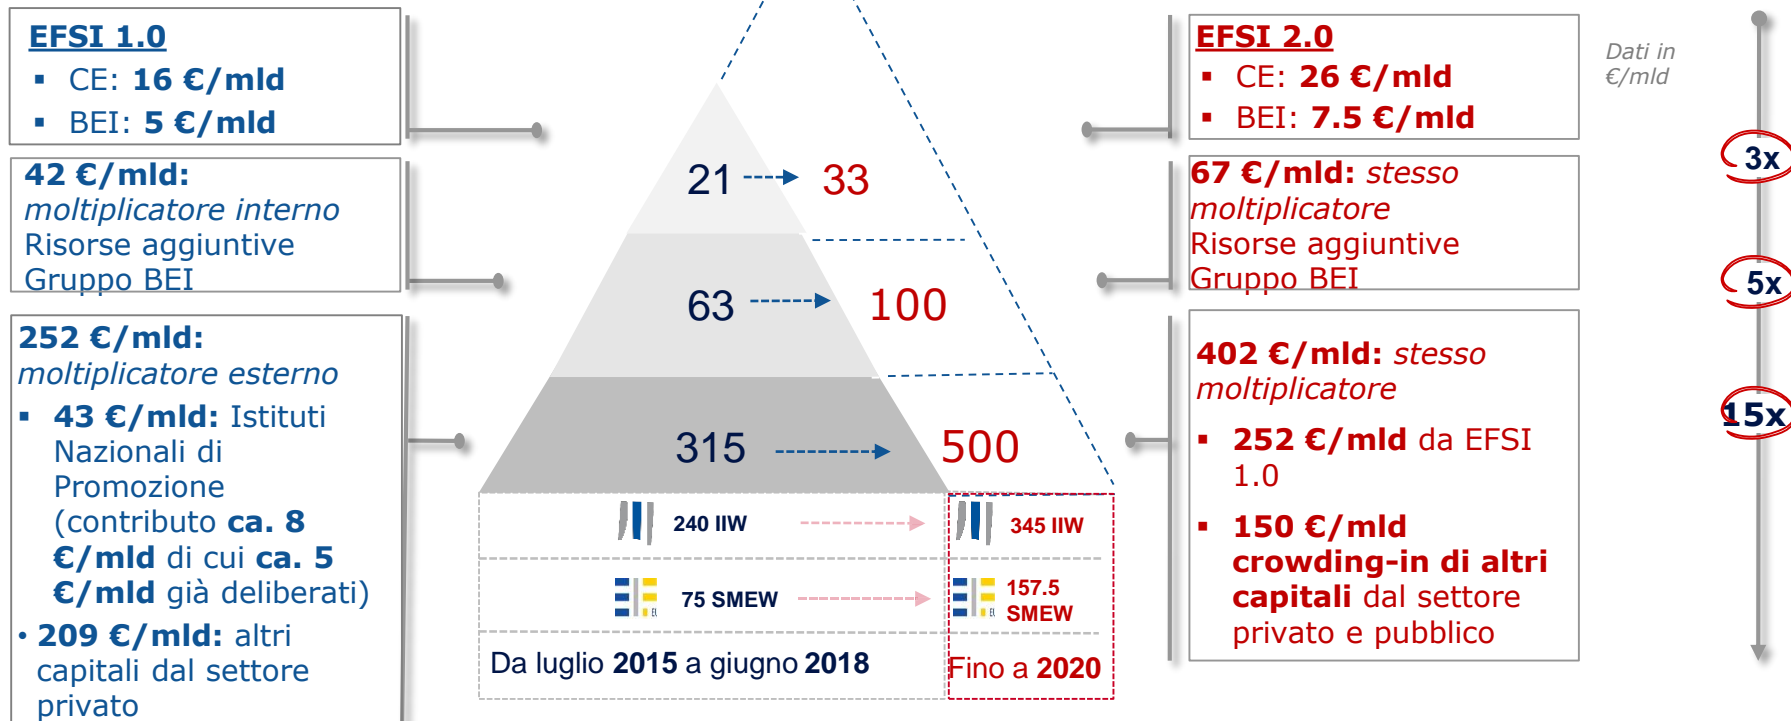 EFSI 1.0
▪ CE: 16 €/mld
▪ BEI: 5 €/mld
42 €/mld:
moltiplicatore interno
Risorse aggiuntive
Gruppo BEI
252 €/mld:
moltiplicatore esterno
▪ 43 €/mld: Istituti
Nazionali di
Promozione
(contributo ca. 8
€/mld di cui ca. 5
€/mld già deliberati)
• 209 €/mld: altri
capitali dal settore
privato
21
33
63
100
315
500
240 IIW
345 IIW
75 SMEW
157.5
SMEW
Da luglio 2015 a giugno 2018
Fino a 2020
EFSI 2.0
▪ CE: 26 €/mld
▪ BEI: 7.5 €/mld
67 €/mld: stesso
moltiplicatore
Risorse aggiuntive
Gruppo BEI
402 €/mld: stesso
moltiplicatore
▪ 252 €/mld da EFSI
1.0
▪ 150 €/mld
crowding-in di altri
capitali dal settore
privato e pubblico
Dati in
€/mld
3x
5x
15x